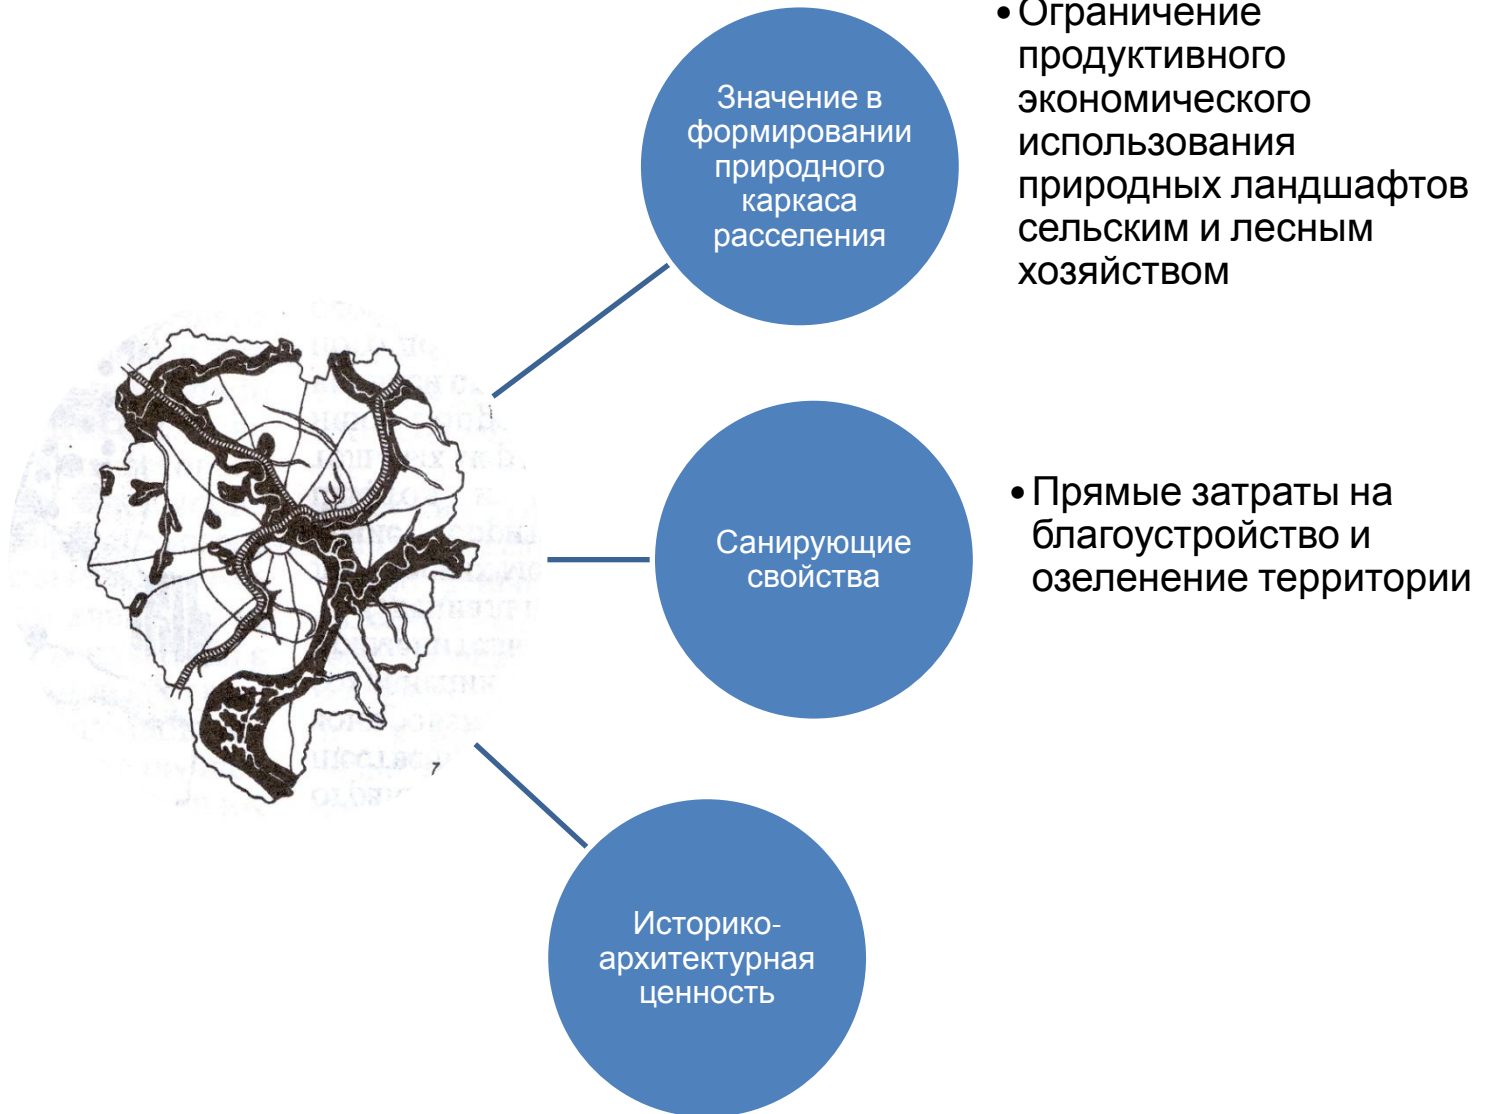 Значение в
формировании
природного
каркаса
расселения
• Ограничение
продуктивного
экономического
использования
природных ландшафтов
сельским и лесным
хозяйством
Санирующие
свойства
• Прямые затраты на
благоустройство и
озеленение территории
Историко-
архитектурная
ценность
7